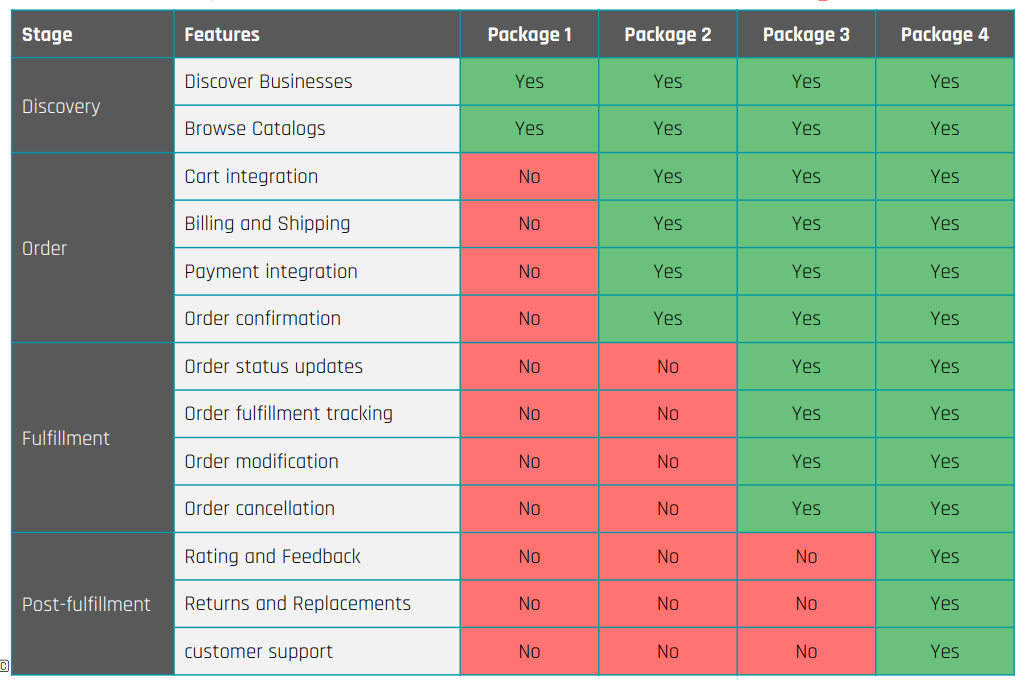 Stage Features Package 1 Package 2 Package 3 Package 4
Discovery
Discover Businesses Yes Yes Yes Yes
Browse Catalogs Yes Yes Yes Yes
Order
Cart integration No Yes Yes Yes
Billing and Shipping No Yes Yes Yes
Payment integration No Yes Yes Yes
Order confirmation No Yes Yes Yes
Fulfillment
Order status updates No No Yes Yes
Order fulfillment tracking No No Yes Yes
Order modification No No Yes Yes
Order cancellation No No Yes Yes
Post-fulfillment
Rating and Feedback No No No Yes
Returns and Replacements No No No Yes
customer support No No No Yes